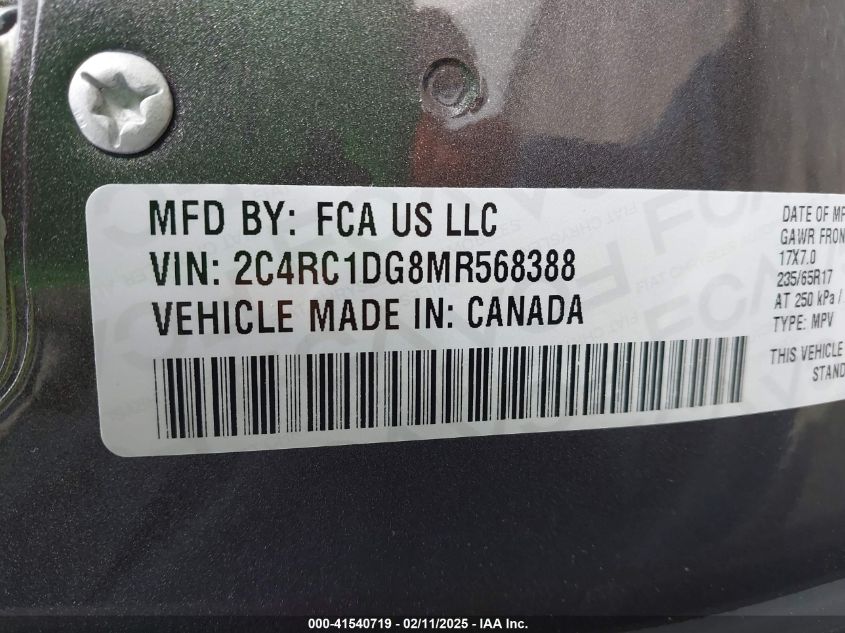 MFD BY: FCA US LLC
VIN: 2C4RC1DG8MR568388
VEHICLE MADE IN: CANADA
DATE OF MF
GAWR FRON
17X7.0
235/65R17
AT 250 kPa /
TYPE: MPV
THIS VEHICLE
STAND
000-41540719 — 02/11/2025 — IAA Inc.